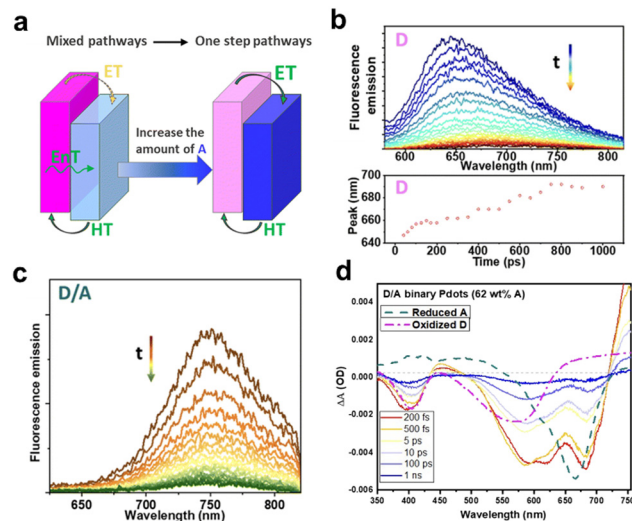 a
Mixed pathways → One step pathways
ET
EnT
HT
Increase the
amount of A
ET
HT
b
D
t
Fluorescence
emission
600 650 700 750 800
Wavelength (nm)
D
Peak (nm)
700
680
660
640
0 200 400 600 800 1000
Time (ps)
c
D/A
t
Fluorescence emission
650 700 750 800
Wavelength (nm)
d
D/A binary Pdots (62 wt% A)
Reduced A
Oxidized D
ΔA (OD)
0.004
0.002
0.000
-0.002
-0.004
-0.006
200 fs
500 fs
5 ps
10 ps
100 ps
1 ns
350 400 450 500 550 600 650 700 750
Wavelength (nm)